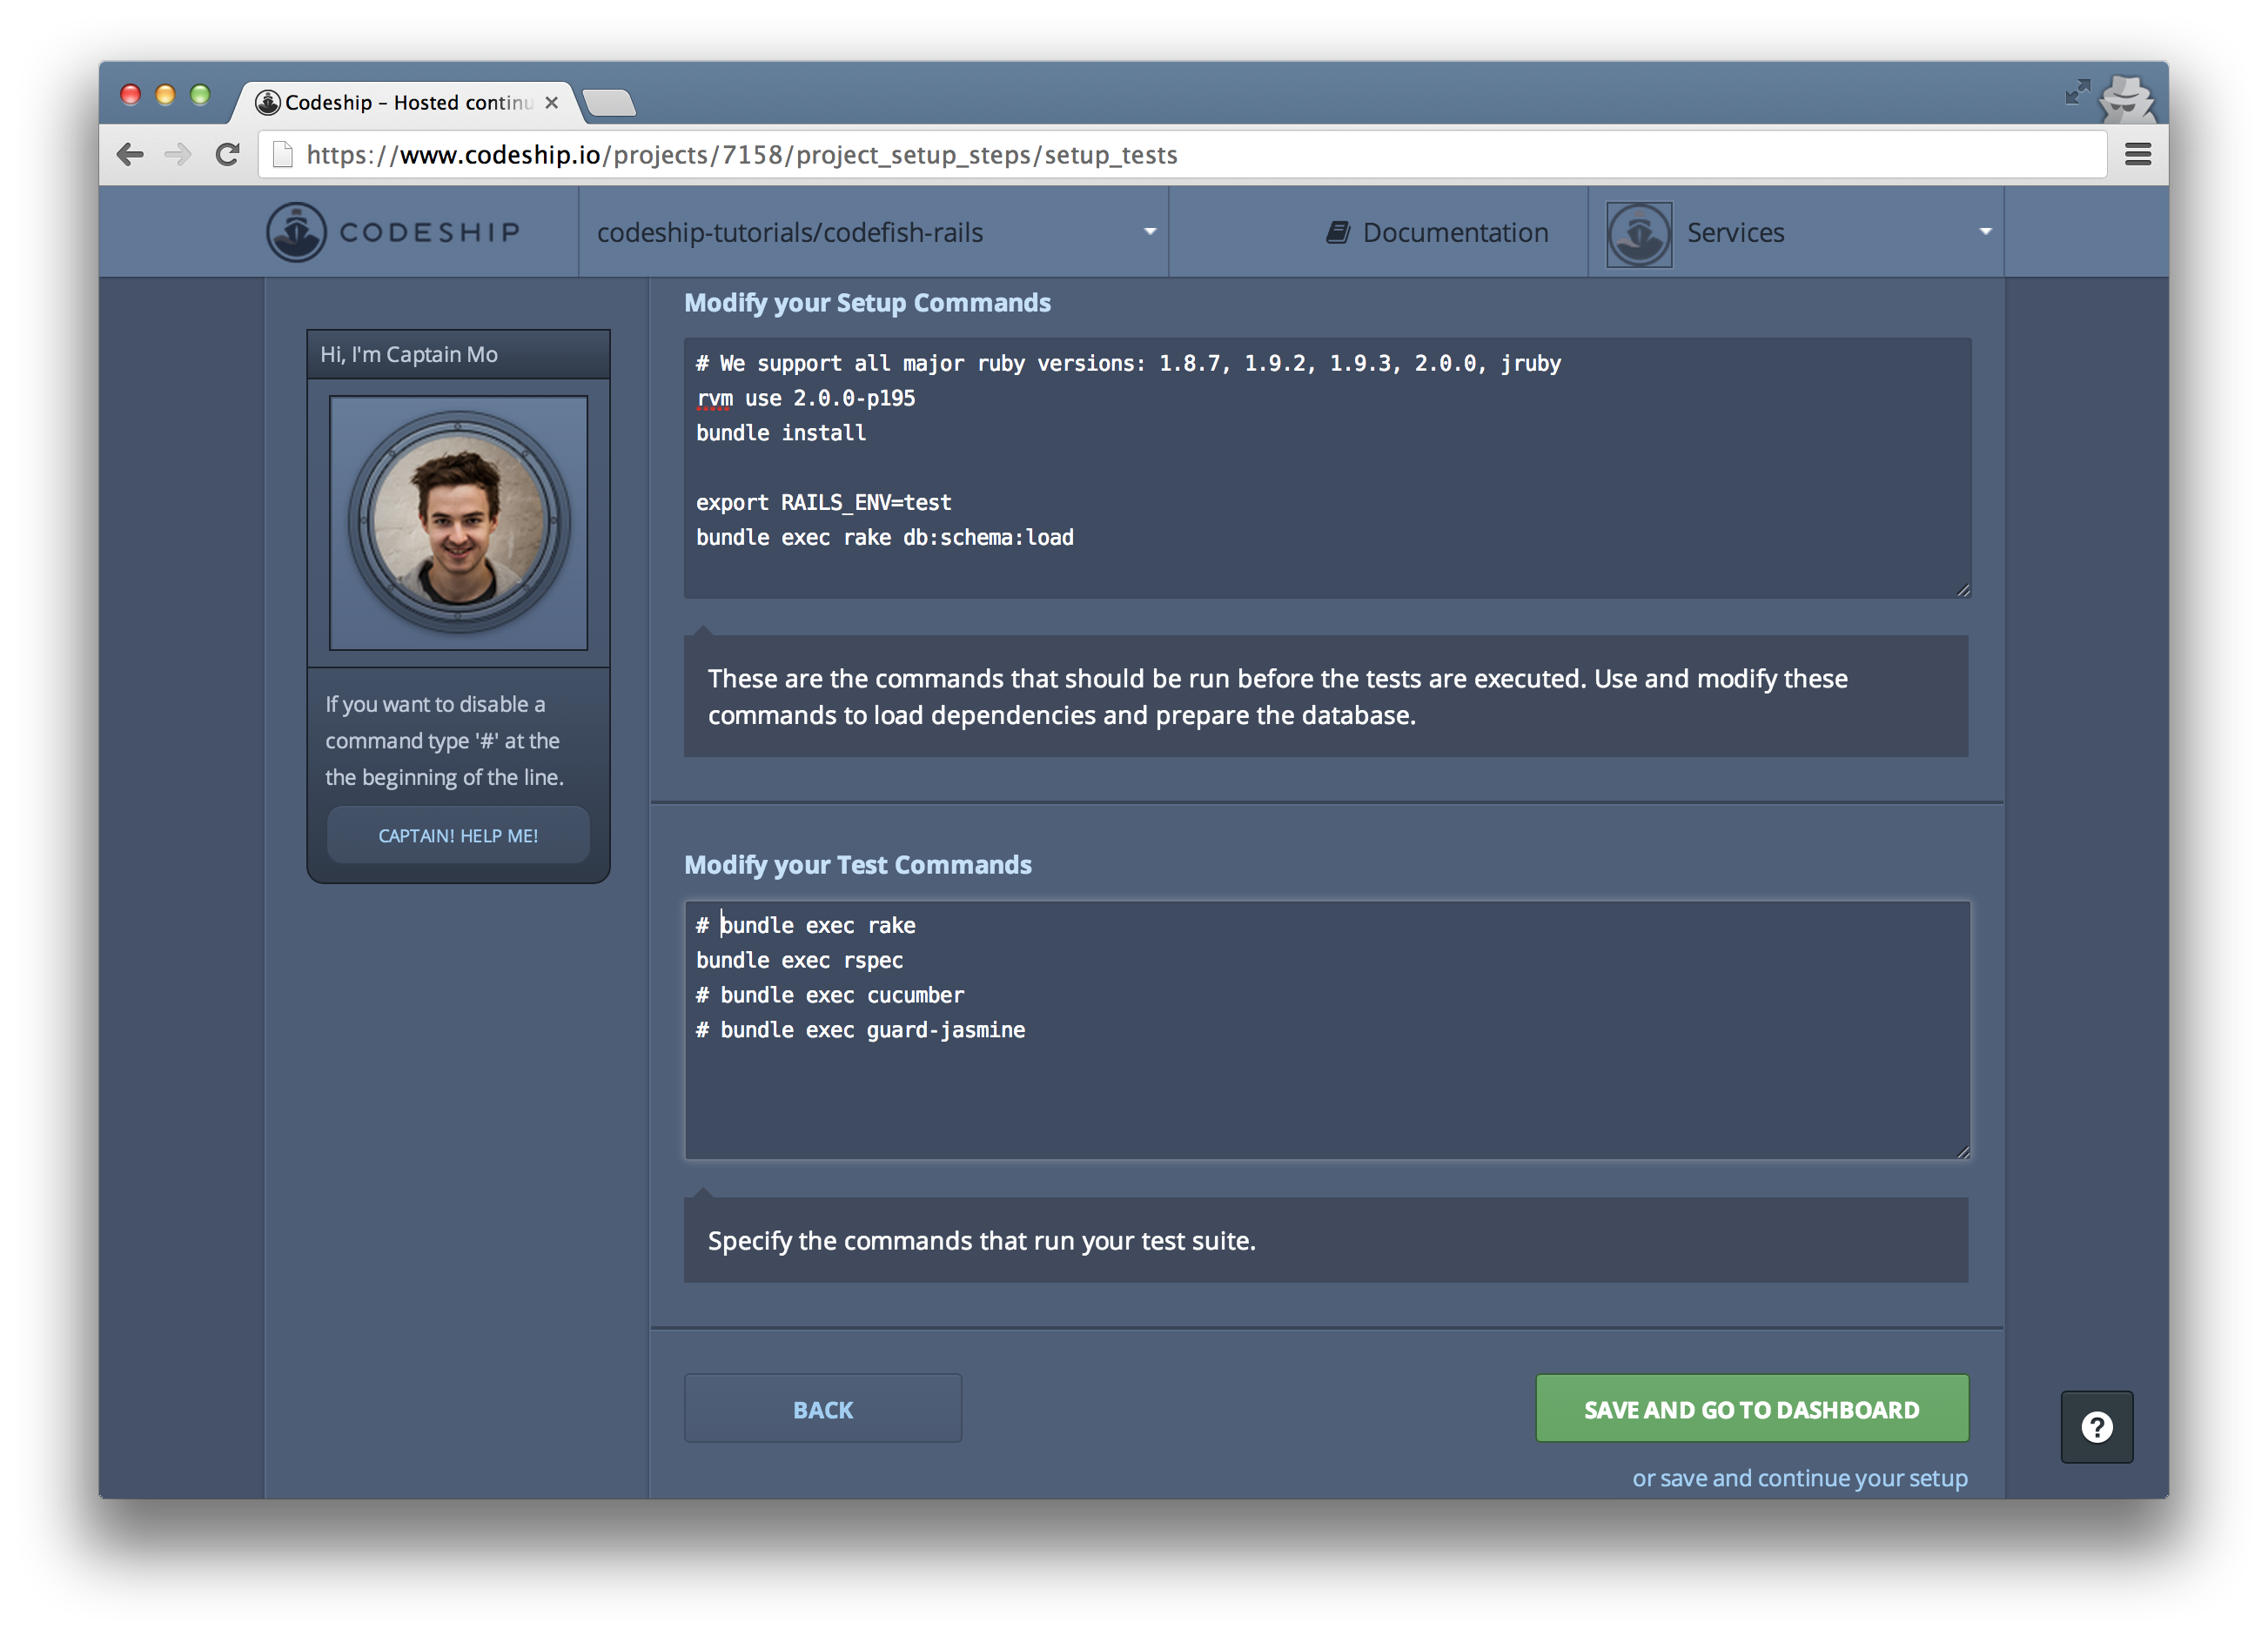 Codeship – Hosted continu
https://www.codeship.io/projects/7158/project_setup_steps/setup_tests
CODESHIP
codeship-tutorials/codefish-rails
Documentation
Services
Hi, I'm Captain Mo
If you want to disable a
command type '#' at the
the beginning of the line.
CAPTAIN! HELP ME!
Modify your Setup Commands
# We support all major ruby versions: 1.8.7, 1.9.2, 1.9.3, 2.0.0, jruby
rvm use 2.0.0-p195
bundle install
export RAILS_ENV=test
bundle exec rake db:schema:load
These are the commands that should be run before the tests are executed. Use and modify these
commands to load dependencies and prepare the database.
Modify your Test Commands
# bundle exec rake
bundle exec rspec
# bundle exec cucumber
# bundle exec guard-jasmine
Specify the commands that run your test suite.
BACK
SAVE AND GO TO DASHBOARD
or save and continue your setup
?